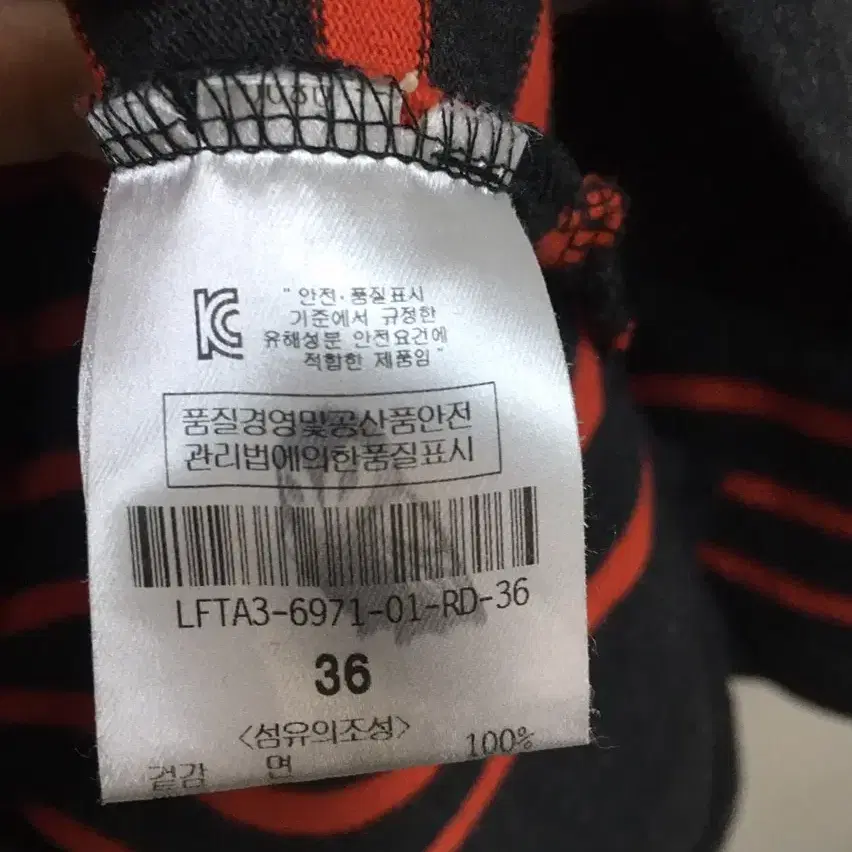 KC
" 안전·품질표시
기준에서 규정한
유해성분 안전요건에
적합한 제품임 "
품질경영및공산품안전
관리법에의한품질표시
LFTA3-6971-01-RD-36
36
<섬유의조성>
겉감 면 100%